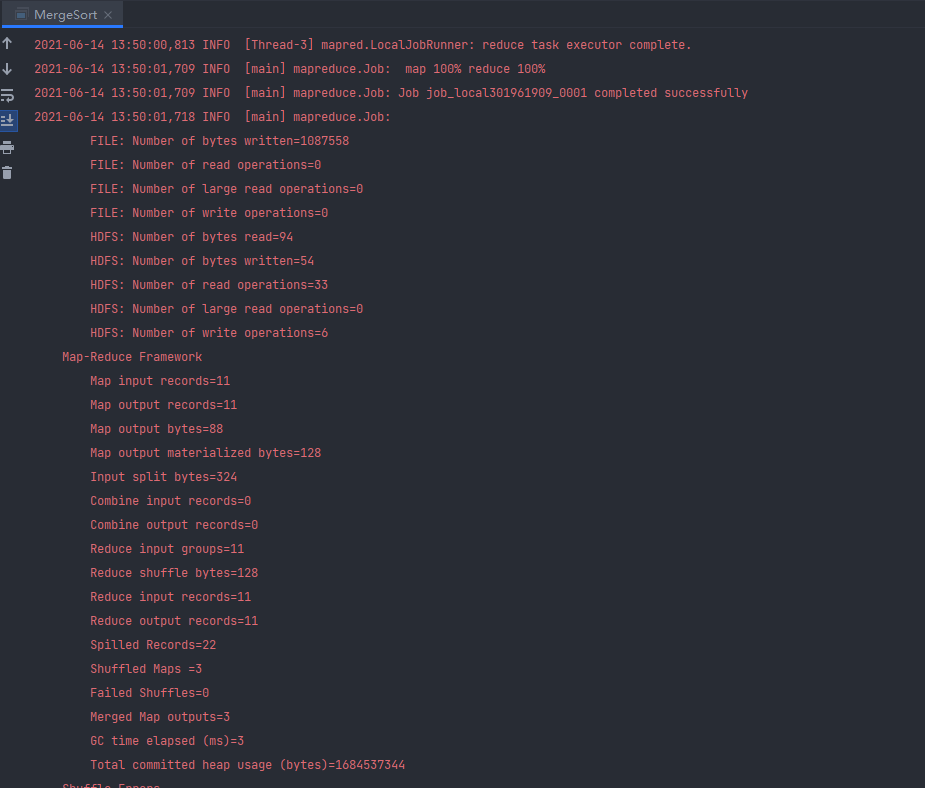 MergeSort
2021-06-14 13:50:00,813 INFO  [Thread-3] mapred.LocalJobRunner: reduce task executor complete.
2021-06-14 13:50:01,709 INFO  [main] mapreduce.Job:  map 100% reduce 100%
2021-06-14 13:50:01,709 INFO  [main] mapreduce.Job: Job job_local301961909_0001 completed successfully
2021-06-14 13:50:01,718 INFO  [main] mapreduce.Job:
FILE: Number of bytes written=1087558
FILE: Number of read operations=0
FILE: Number of large read operations=0
FILE: Number of write operations=0
HDFS: Number of bytes read=94
HDFS: Number of bytes written=54
HDFS: Number of read operations=33
HDFS: Number of large read operations=0
HDFS: Number of write operations=6
Map-Reduce Framework
Map input records=11
Map output records=11
Map output bytes=88
Map output materialized bytes=128
Input split bytes=324
Combine input records=0
Combine output records=0
Reduce input groups=11
Reduce shuffle bytes=128
Reduce input records=11
Reduce output records=11
Spilled Records=22
Shuffled Maps =3
Failed Shuffles=0
Merged Map outputs=3
GC time elapsed (ms)=3
Total committed heap usage (bytes)=1684537344
Shuffle Errors